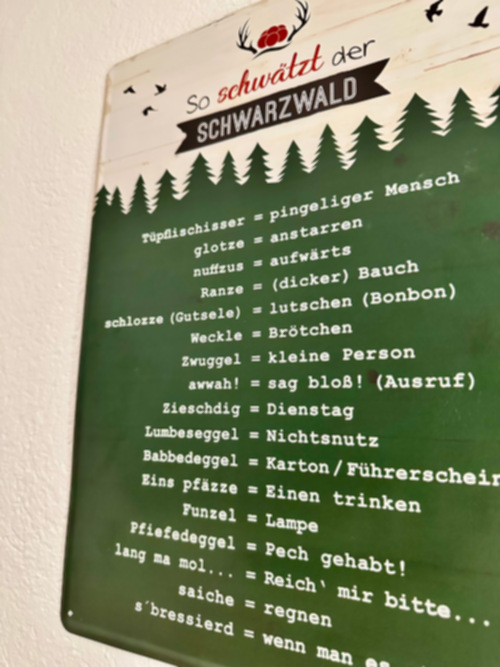 So schwätzt der
SCHWARZWALD
Tüpflischisser = pingeliger Mensch
glotze = anstarren
nuffzus = aufwärts
Ranze = (dicker) Bauch
schlozze (Gutsele) = lutschen (Bonbon)
Weckle = Brötchen
Zwuggel = kleine Person
awwah! = sag bloß! (Ausruf)
Zieschdig = Dienstag
Lumbeseggel = Nichtsnutz
Babbedeggel = Karton/Führerschein
Eins pfäzze = Einen trinken
Funzel = Lampe
Pfiefedeggel = Pech gehabt!
lang ma mol... = Reich' mir bitte...
saiche = regnen
s´bressierd = wenn man es